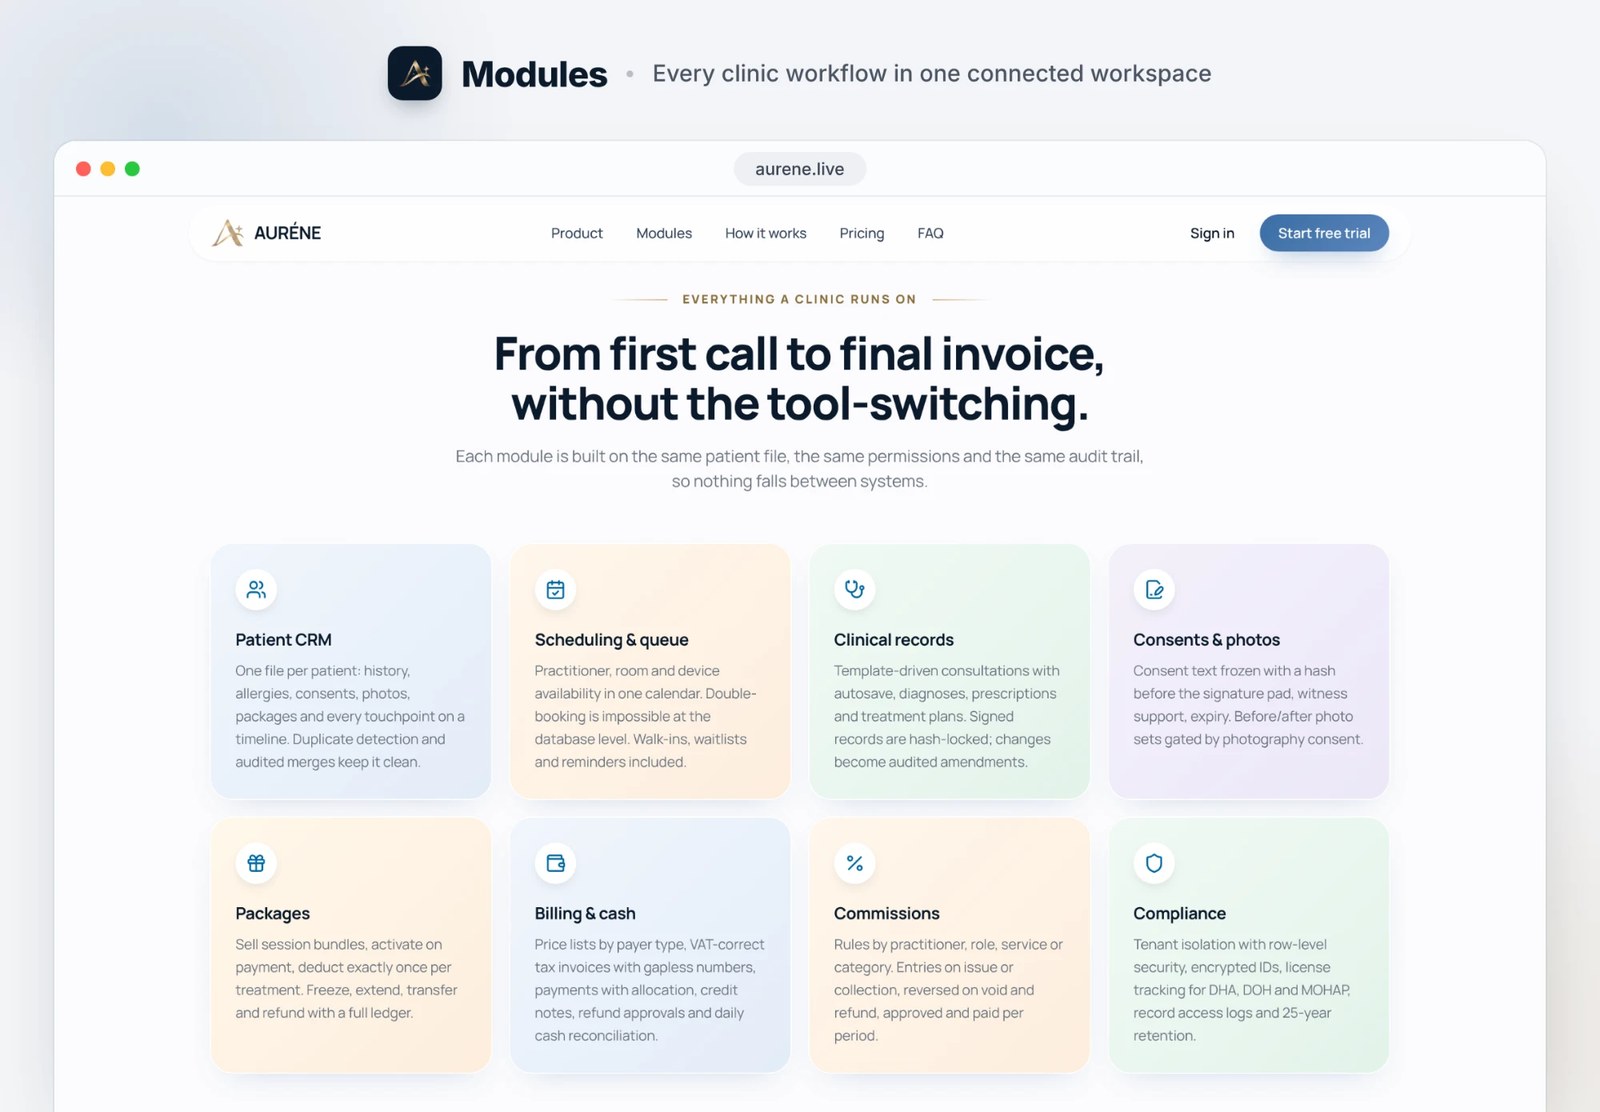 Modules • Every clinic workflow in one connected workspace
aurene.live
AURÉNE
Product Modules How it works Pricing FAQ
Sign in
Start free trial
EVERYTHING A CLINIC RUNS ON
From first call to final invoice,
without the tool-switching.
Each module is built on the same patient file, the same permissions and the same audit trail,
so nothing falls between systems.
Patient CRM
One file per patient: history,
allergies, consents, photos,
packages and every touchpoint on a
timeline. Duplicate detection and
audited merges keep it clean.
Scheduling & queue
Practitioner, room and device
availability in one calendar. Double-
booking is impossible at the
database level. Walk-ins, waitlists
and reminders included.
Clinical records
Template-driven consultations with
autosave, diagnoses, prescriptions
and treatment plans. Signed
records are hash-locked; changes
become audited amendments.
Consents & photos
Consent text frozen with a hash
before the signature pad, witness
support, expiry. Before/after photo
sets gated by photography consent.
Packages
Sell session bundles, activate on
payment, deduct exactly once per
treatment. Freeze, extend, transfer
and refund with a full ledger.
Billing & cash
Price lists by payer type, VAT-correct
tax invoices with gapless numbers,
payments with allocation, credit
notes, refund approvals and daily
cash reconciliation.
Commissions
Rules by practitioner, role, service or
category. Entries on issue or
collection, reversed on void and
refund, approved and paid per
period.
Compliance
Tenant isolation with row-level
security, encrypted IDs, license
tracking for DHA, DOH and MOHAP,
record access logs and 25-year
retention.